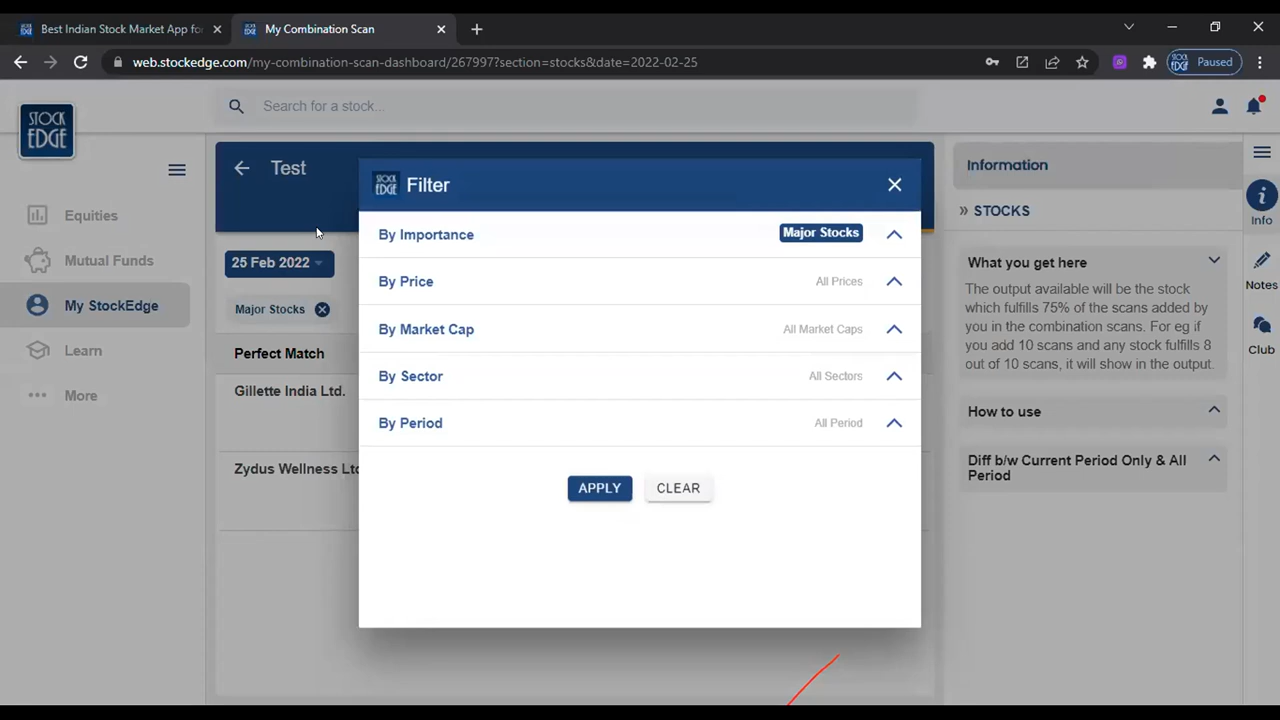 Best Indian Stock Market App fo
My Combination Scan
web.stockedge.com/my-combination-scan-dashboard/267997?section=stocks&date=2022-02-25
STOCK EDGE
Paused
STOCK
EDGE
Search for a stock...
Equities
Mutual Funds
My StockEdge
Learn
More
Test
25 Feb 2022
Major Stocks
Perfect Match
Gillette India Ltd.
Zydus Wellness Ltd
STOCK
EDGE
Filter
By Importance
Major Stocks
By Price
All Prices
By Market Cap
All Market Caps
By Sector
All Sectors
By Period
All Period
APPLY
CLEAR
Information
» STOCKS
What you get here
The output available will be the stock
which fulfills 75% of the scans added by
you in the combination scans. For eg if
you add 10 scans and any stock fulfills 8
out of 10 scans, it will show in the output.
How to use
Diff b/w Current Period Only & All
Period
Info
Notes
Club